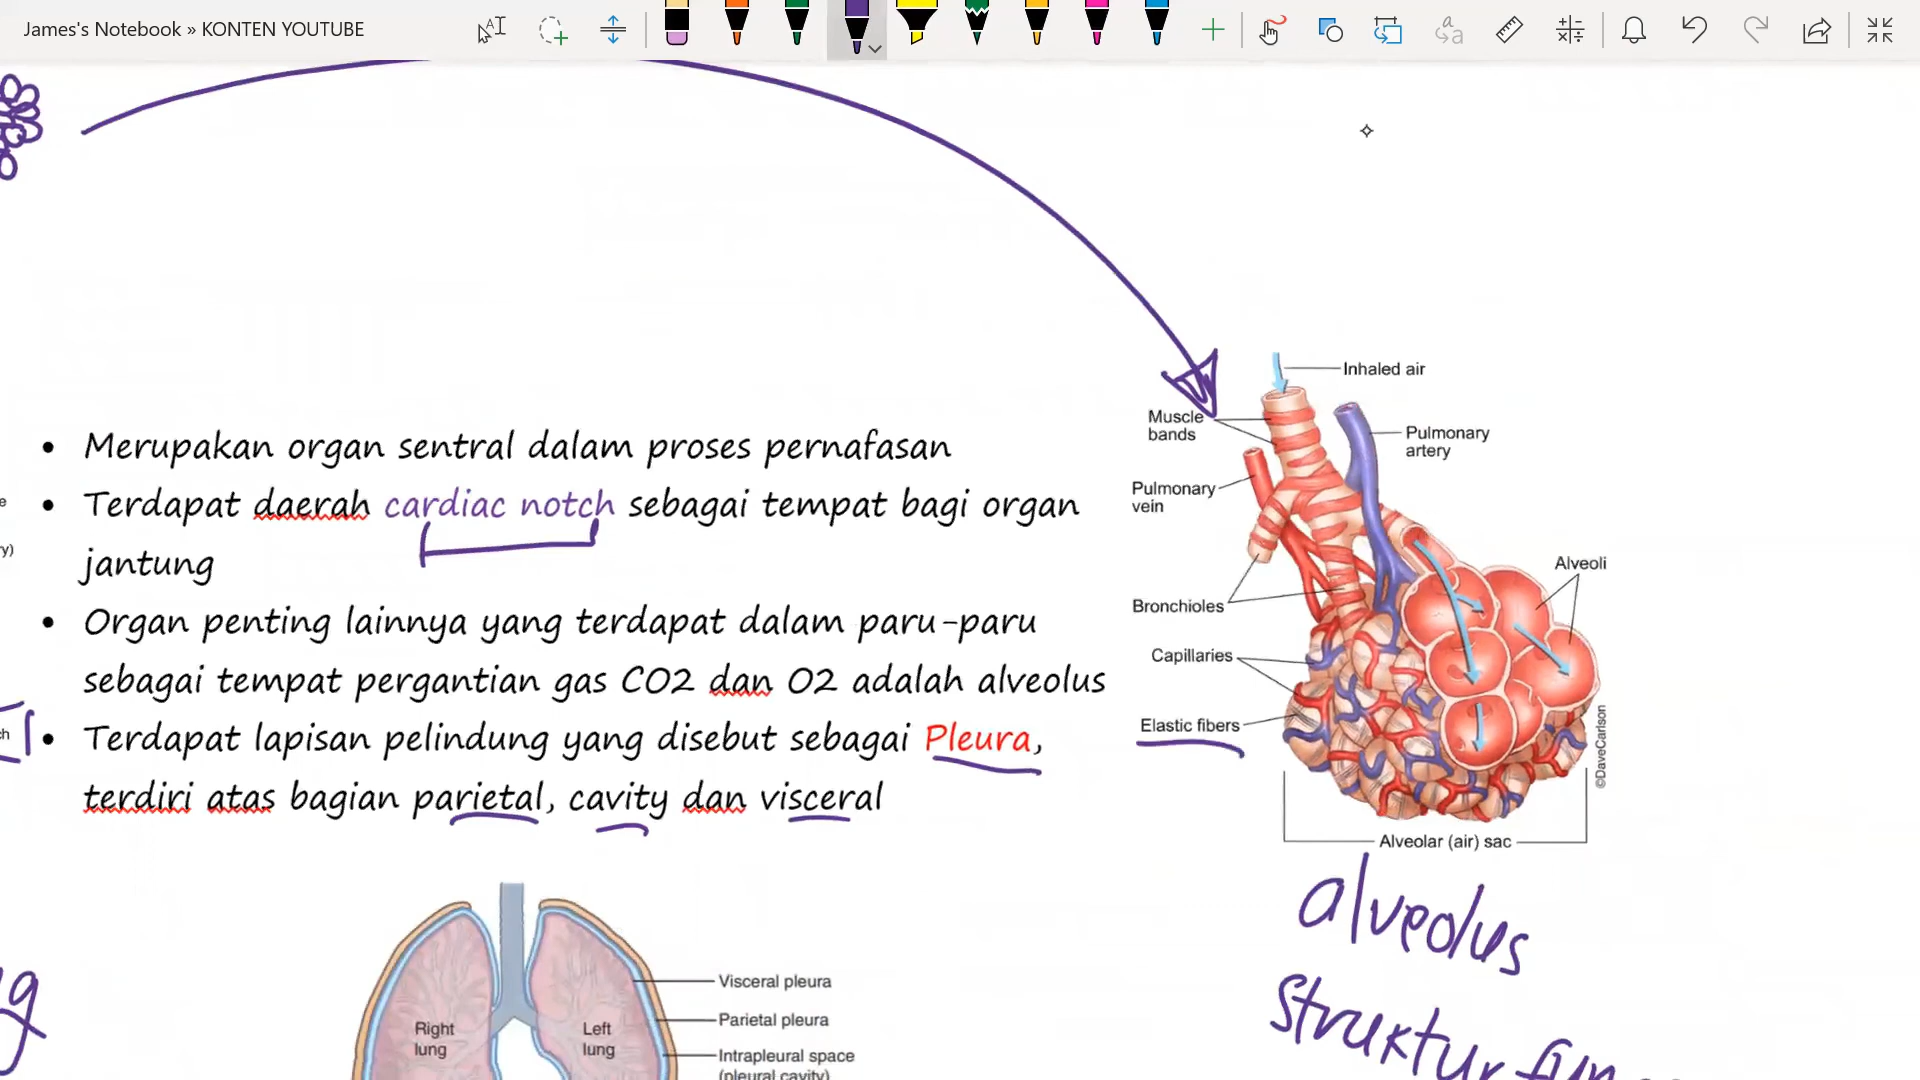 James's Notebook » KONTEN YOUTUBE
Inhaled air
Muscle
bands
Pulmonary
artery
Pulmonary
vein
Alveoli
Bronchioles
Capillaries
Elastic fibers
©DaveCarlson
Alveolar (air) sac
• Merupakan organ sentral dalam proses pernafasan
• Terdapat daerah cardiac notch sebagai tempat bagi organ
jantung
• Organ penting lainnya yang terdapat dalam paru-paru
sebagai tempat pergantian gas CO2 dan O2 adalah alveolus
• Terdapat lapisan pelindung yang disebut sebagai Pleura,
terdiri atas bagian parietal, cavity dan visceral
alveolus
Struktur
Right
lung
Left
lung
Visceral pleura
Parietal pleura
Intrapleural space
(pleural cavity)